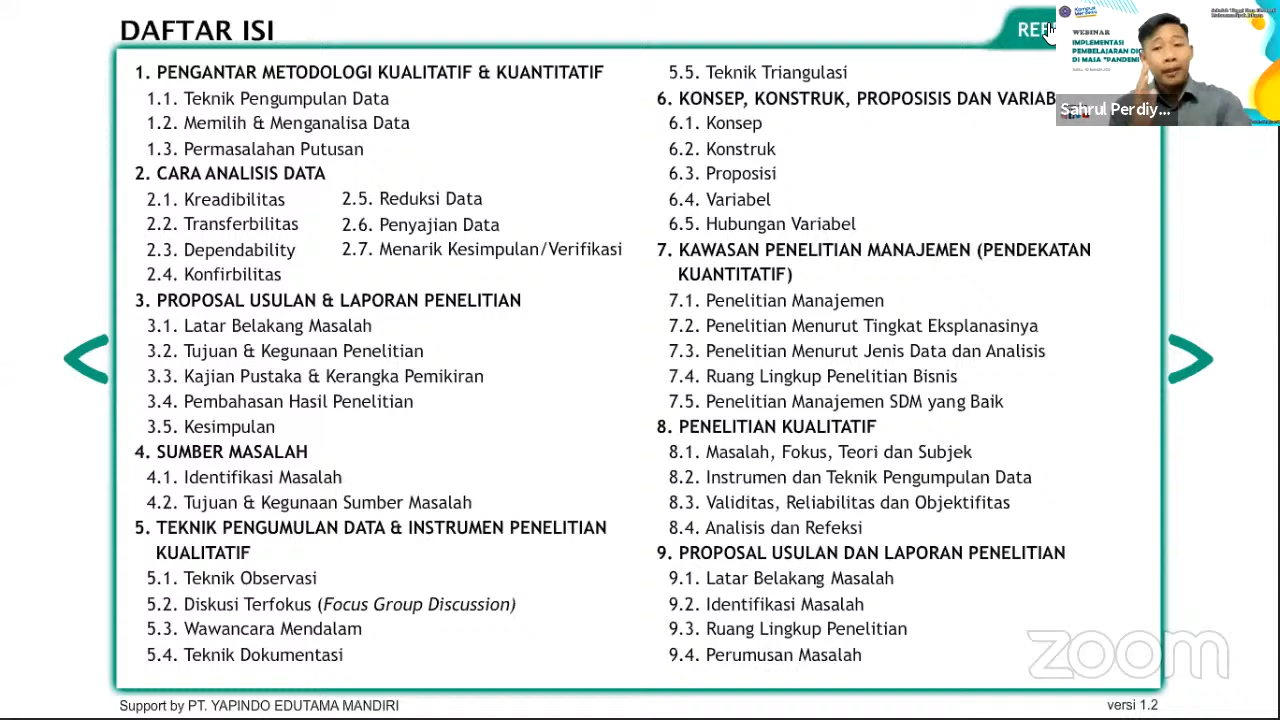 DAFTAR ISI
1. PENGANTAR METODOLOGI KUALITATIF & KUANTITATIF
1.1. Teknik Pengumpulan Data
1.2. Memilih & Menganalisa Data
1.3. Permasalahan Putusan
2. CARA ANALISIS DATA
2.1. Kreadibilitas
2.2. Transferbilitas
2.3. Dependability
2.4. Konfirbilitas
2.5. Reduksi Data
2.6. Penyajian Data
2.7. Menarik Kesimpulan/Verifikasi
3. PROPOSAL USULAN & LAPORAN PENELITIAN
3.1. Latar Belakang Masalah
3.2. Tujuan & Kegunaan Penelitian
3.3. Kajian Pustaka & Kerangka Pemikiran
3.4. Pembahasan Hasil Penelitian
3.5. Kesimpulan
4. SUMBER MASALAH
4.1. Identifikasi Masalah
4.2. Tujuan & Kegunaan Sumber Masalah
5. TEKNIK PENGUMULAN DATA & INSTRUMEN PENELITIAN
KUALITATIF
5.1. Teknik Observasi
5.2. Diskusi Terfokus (Focus Group Discussion)
5.3. Wawancara Mendalam
5.4. Teknik Dokumentasi
5.5. Teknik Triangulasi
6. KONSEP, KONSTRUK, PROPOSISIS DAN VARIAB
6.1. Konsep
6.2. Konstruk
6.3. Proposisi
6.4. Variabel
6.5. Hubungan Variabel
7. KAWASAN PENELITIAN MANAJEMEN (PENDEKATAN
KUANTITATIF)
7.1. Penelitian Manajemen
7.2. Penelitian Menurut Tingkat Eksplanasinya
7.3. Penelitian Menurut Jenis Data dan Analisis
7.4. Ruang Lingkup Penelitian Bisnis
7.5. Penelitian Manajemen SDM yang Baik
8. PENELITIAN KUALITATIF
8.1. Masalah, Fokus, Teori dan Subjek
8.2. Instrumen dan Teknik Pengumpulan Data
8.3. Validitas, Reliabilitas dan Objektifitas
8.4. Analisis dan Refeksi
9. PROPOSAL USULAN DAN LAPORAN PENELITIAN
9.1. Latar Belakang Masalah
9.2. Identifikasi Masalah
9.3. Ruang Lingkup Penelitian
9.4. Perumusan Masalah
WEBINAR
IMPLEMENTASI
PEMBELAJARAN
DI MASA "PANDEMI
Sahrul Perdiy...
zoom
Support by PT. YAPINDO EDUTAMA MANDIRI
versi 1.2